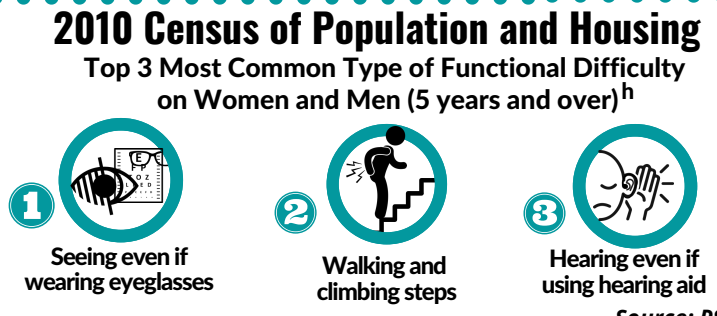 2010 Census of Population and Housing
Top 3 Most Common Type of Functional Difficulty
on Women and Men (5 years and over)h
1
2
3
E
F P
T O Z
L P E D
Seeing even if
wearing eyeglasses
Walking and
climbing steps
Hearing even if
using hearing aid
Source: